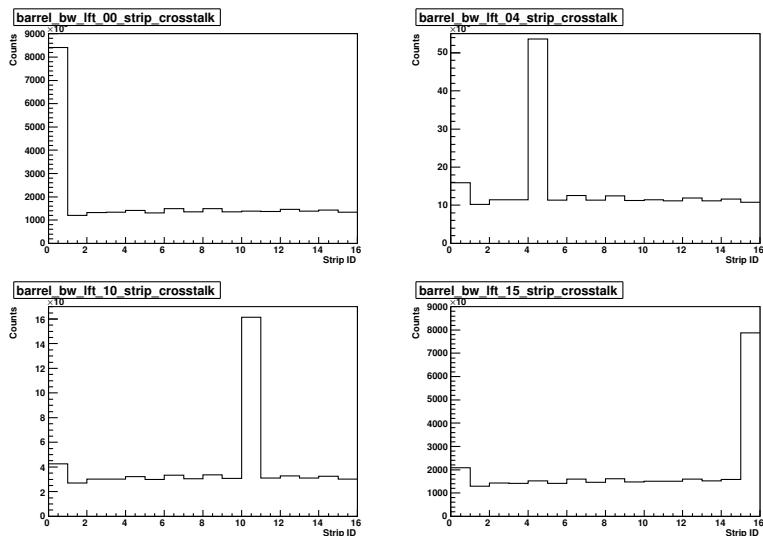 barrel_bw_lft_00_strip_crosstalk
×10
Counts
9000
8000
7000
6000
5000
4000
3000
2000
1000
0
0 2 4 6 8 10 12 14 16
Strip ID
barrel_bw_lft_04_strip_crosstalk
×10
Counts
50
40
30
20
10
0
0 2 4 6 8 10 12 14 16
Strip ID
barrel_bw_lft_10_strip_crosstalk
×10
Counts
16
14
12
10
8
6
4
2
0
0 2 4 6 8 10 12 14 16
Strip ID
barrel_bw_lft_15_strip_crosstalk
Counts
9000
8000
7000
6000
5000
4000
3000
2000
1000
0
0 2 4 6 8 10 12 14 16
Strip ID